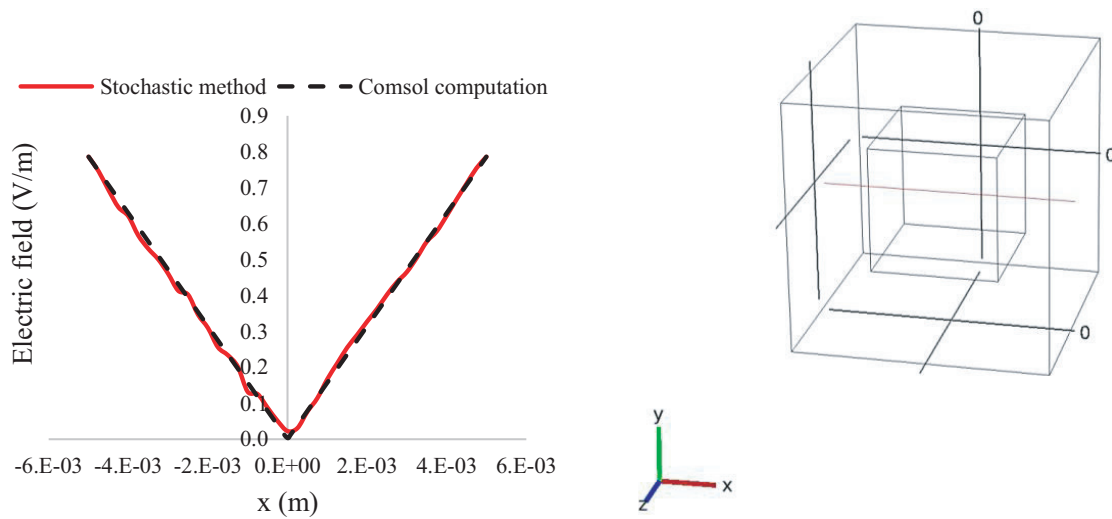 Stochastic method Comsol computation
0.9
0.8
0.7
0.6
0.5
0.4
0.3
0.2
0.1
0.0
-6.E-03 -4.E-03 -2.E-03 0.E+00 2.E-03 4.E-03 6.E-03
x (m)
Electric field (V/m)
0
0
0
y
x
z